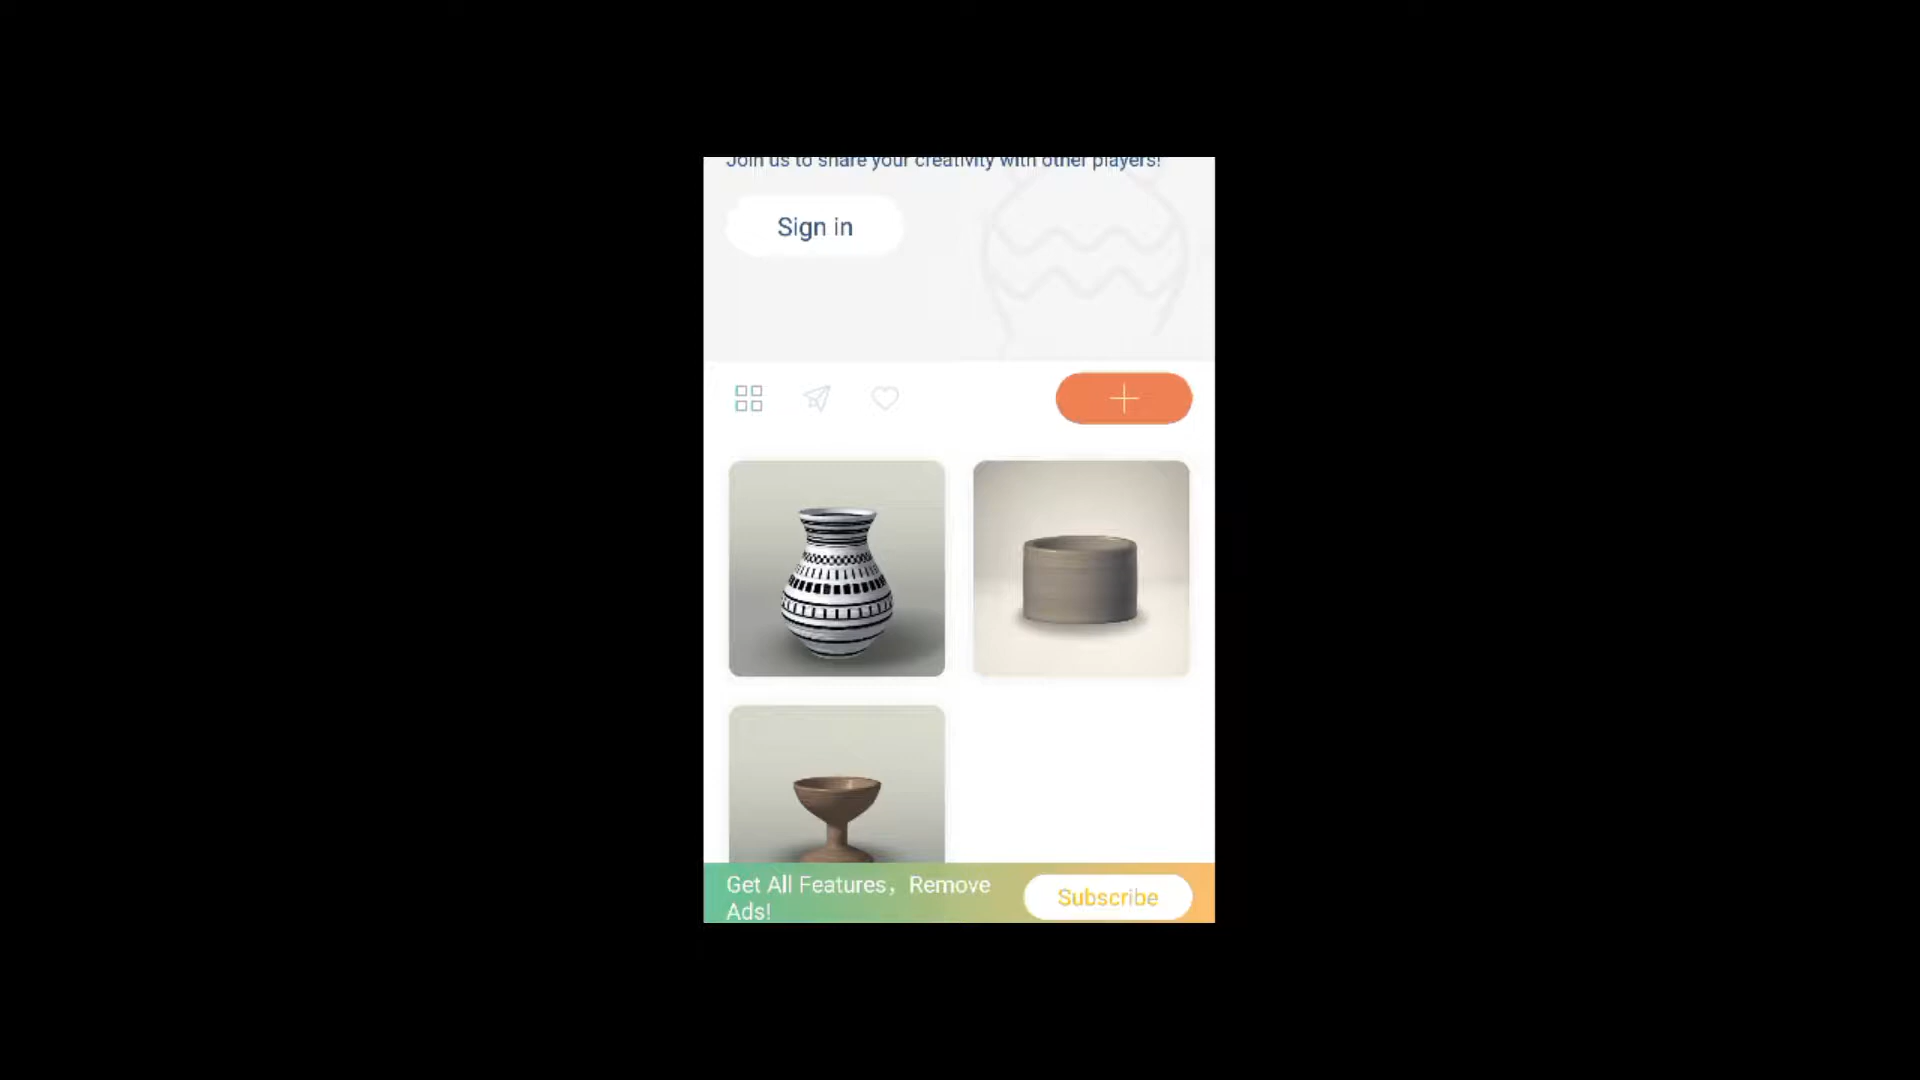 Join us to share your creativity with other players!
Sign in
Get All Features，Remove
Ads!
Subscribe